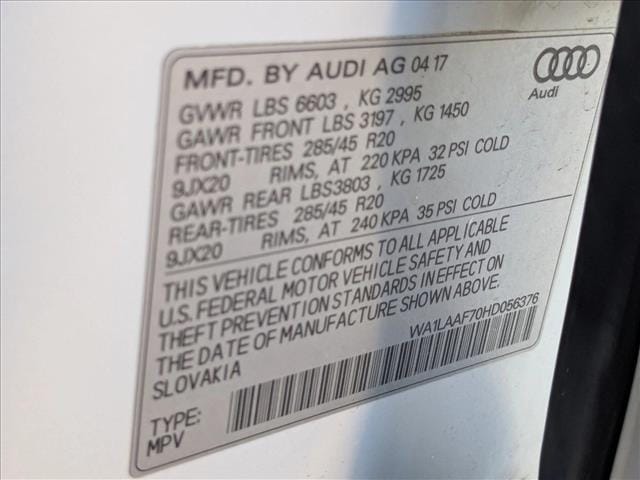 MFD. BY AUDI AG 04 17
Audi
GVWR LBS 6603 , KG 2995
GAWR FRONT LBS 3197 , KG 1450
FRONT-TIRES 285/45 R20
9JX20 RIMS, AT 220 KPA 32 PSI COLD
GAWR REAR LBS3803 , KG 1725
REAR-TIRES 285/45 R20
9JX20 RIMS, AT 240 KPA 35 PSI COLD
THIS VEHICLE CONFORMS TO ALL APPLICABLE
U.S. FEDERAL MOTOR VEHICLE SAFETY AND
THEFT PREVENTION STANDARDS IN EFFECT ON
THE DATE OF MANUFACTURE SHOWN ABOVE.
SLOVAKIA
WA1LAAF70HD056376
TYPE:
MPV